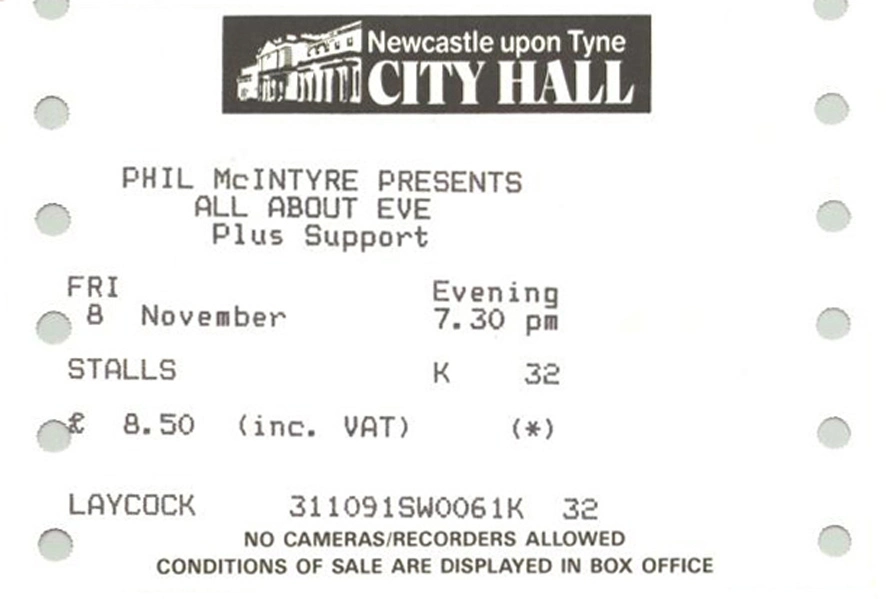 Newcastle upon Tyne
CITY HALL
PHIL McINTYRE PRESENTS
ALL ABOUT EVE
Plus Support
FRI Evening
8 November 7.30 pm
STALLS K 32
£ 8.50 (inc. VAT) (*)
LAYCOCK 311091SW0061K 32
NO CAMERAS/RECORDERS ALLOWED
CONDITIONS OF SALE ARE DISPLAYED IN BOX OFFICE